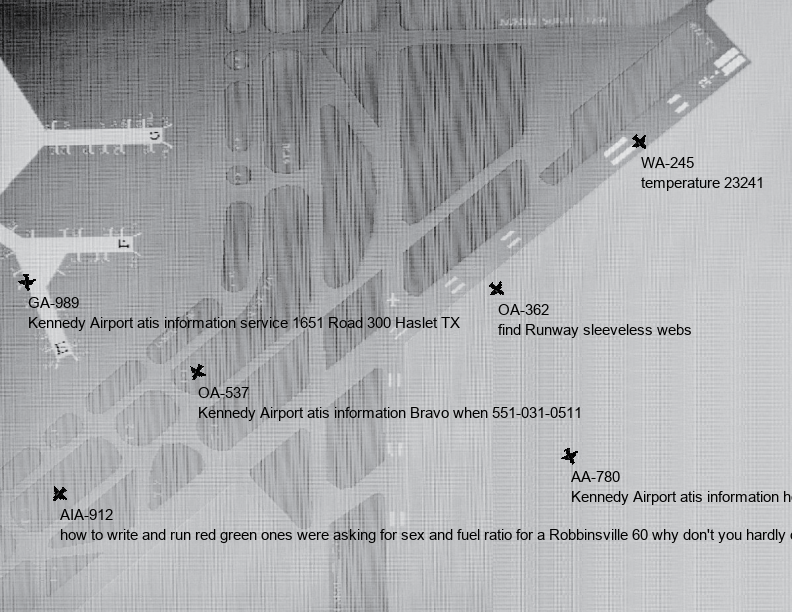 G
WA-245
temperature 23241
F
GA-989
Kennedy Airport atis information service 1651 Road 300 Haslet TX
OA-362
find Runway sleeveless webs
OA-537
Kennedy Airport atis information Bravo when 551-031-0511
AA-780
Kennedy Airport atis information
AIA-912
how to write and run red green ones were asking for sex and fuel ratio for a Robbinsville 60 why don't you hardly